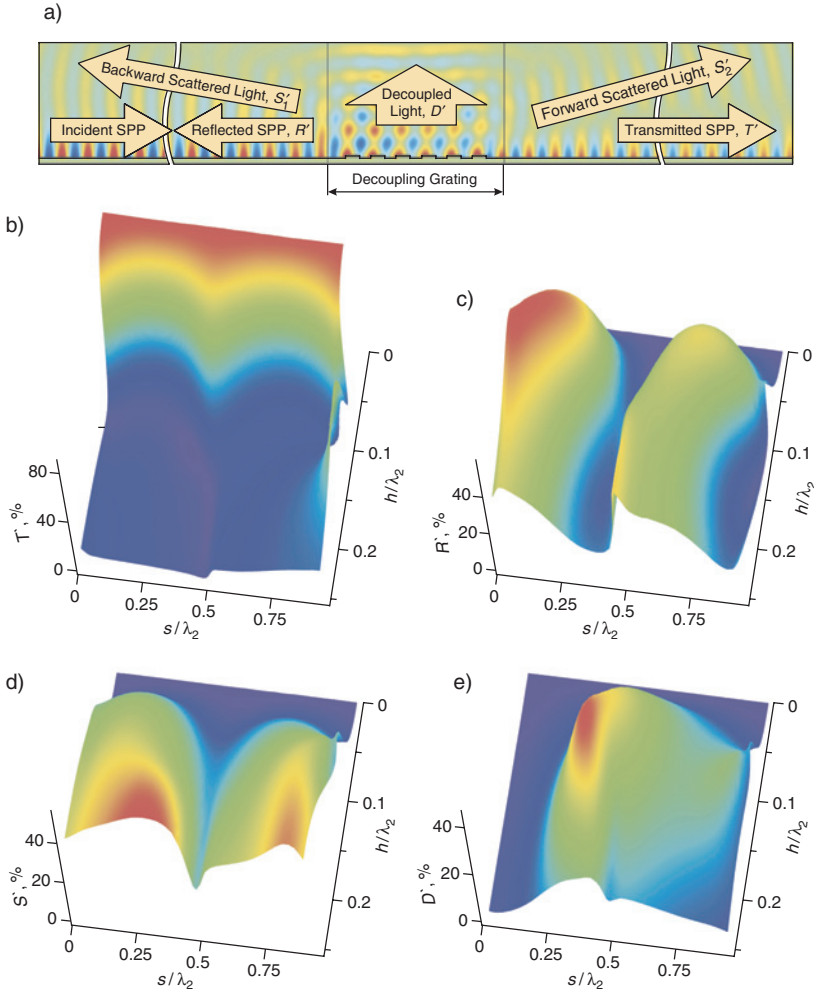 a)
Backward Scattered Light, S′₁
Decoupled
Light, D′
Forward Scattered Light, S′₂
Incident SPP
Reflected SPP, R′
Transmitted SPP, T′
Decoupling Grating
b)
80
40
0
T`, %
0
0.25
0.5
0.75
s/λ₂
0
0.1
0.2
h/λ₂
c)
40
20
0
R`, %
0
0.25
0.5
0.75
s/λ₂
0
0.1
0.2
h/λ₂
d)
40
20
0
S`, %
0
0.25
0.5
0.75
s/λ₂
0
0.1
0.2
h/λ₂
e)
40
20
0
D`, %
0
0.25
0.5
0.75
s/λ₂
0
0.1
0.2
h/λ₂